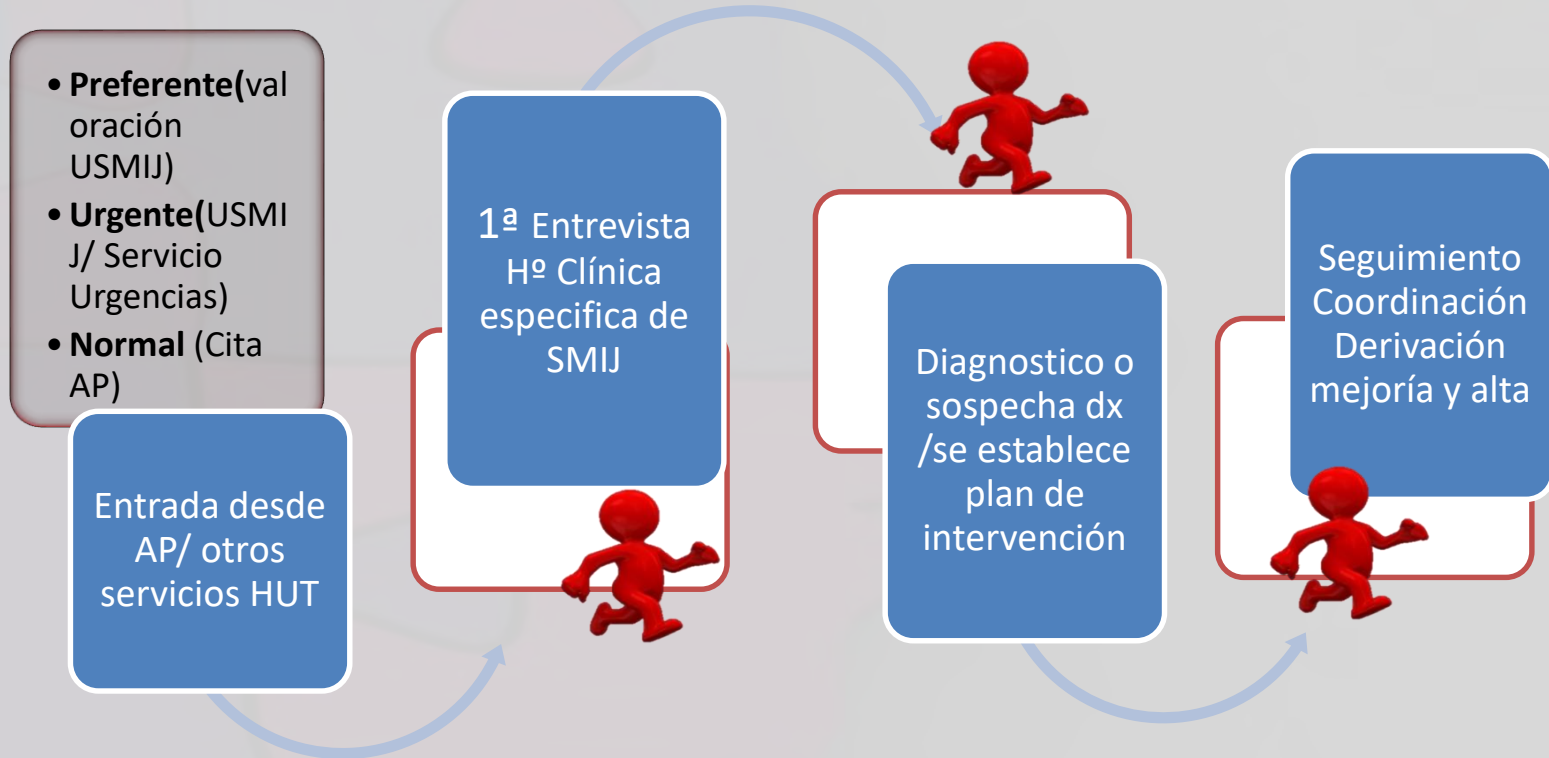 • Preferente(val
oración
USMIJ)
• Urgente(USMI
J/ Servicio
Urgencias)
• Normal (Cita
AP)
Entrada desde
AP/ otros
servicios HUT
1ª Entrevista
Hº Clínica
especifica de
SMIJ
Diagnostico o
sospecha dx
/se establece
plan de
intervención
Seguimiento
Coordinación
Derivación
mejoría y alta